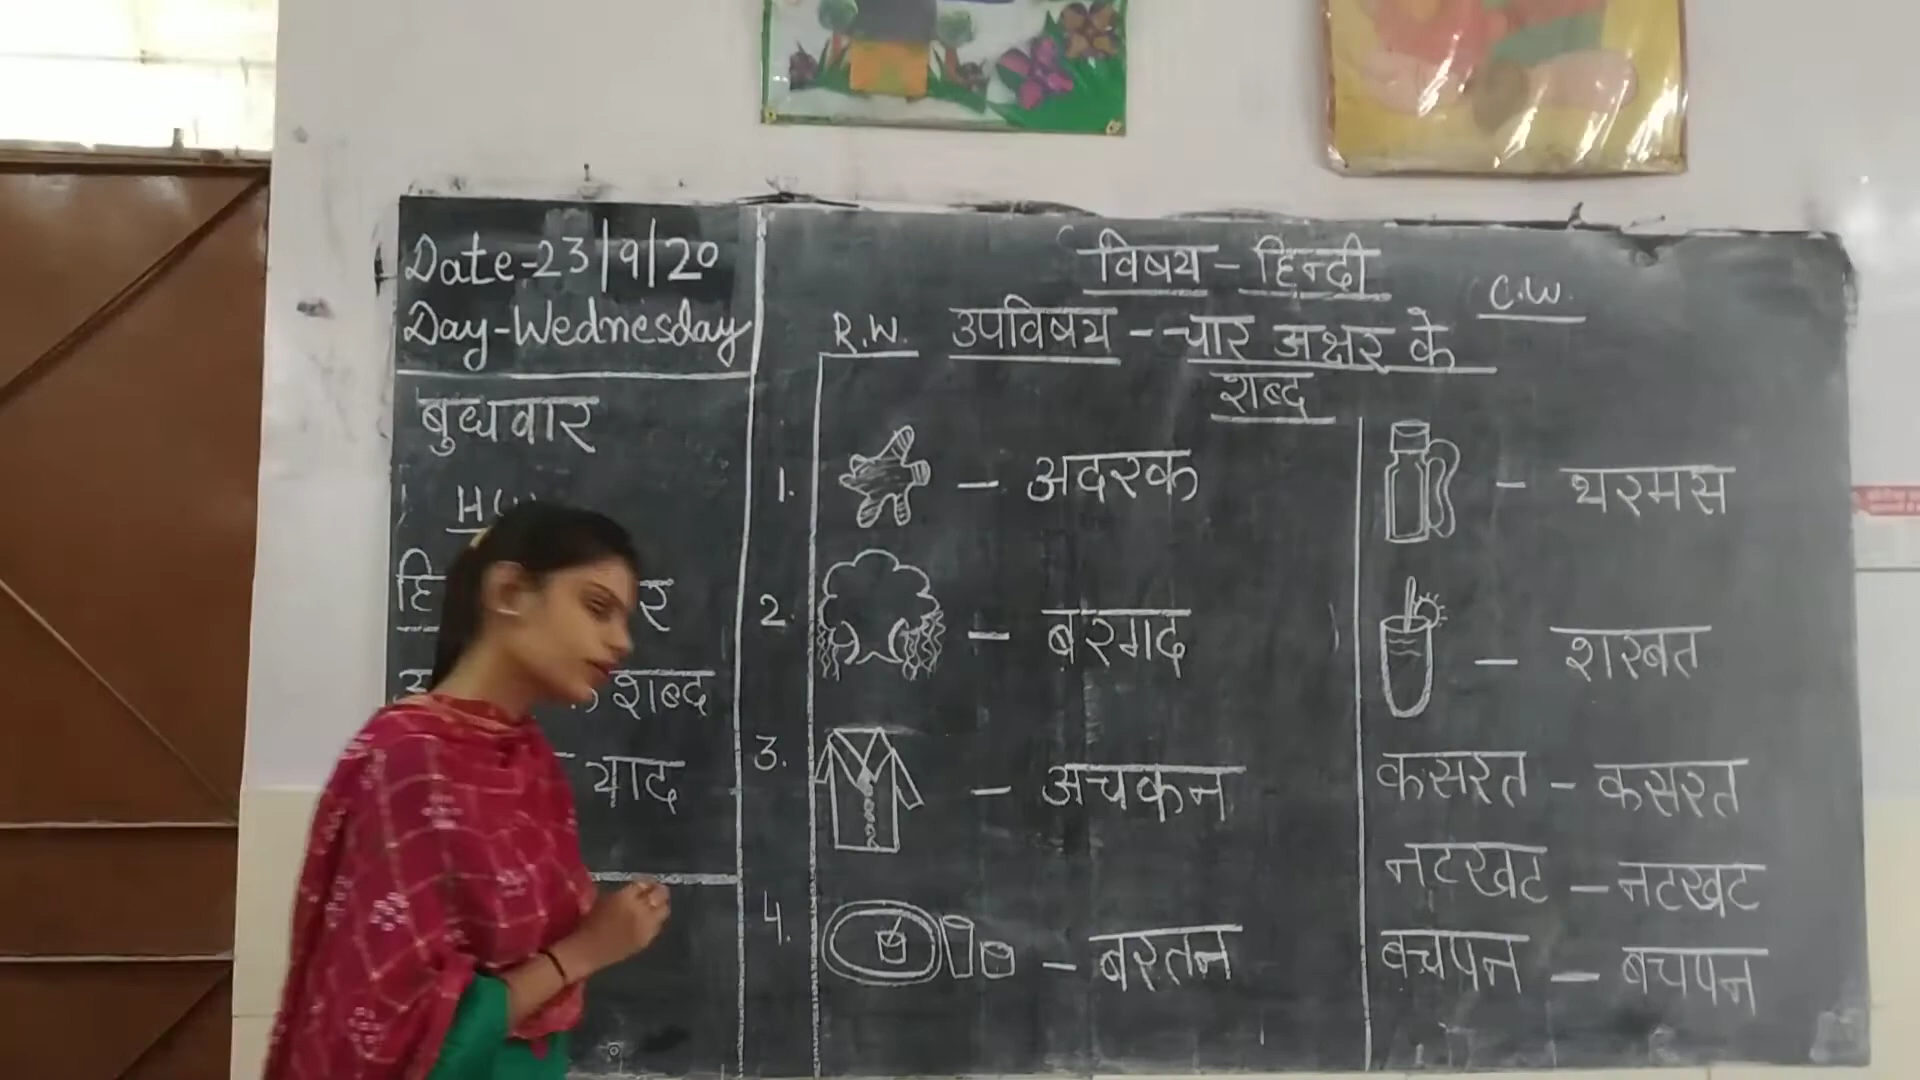 Date-23/9/20
Day-Wednesday
बुधवार
शब्द
याद
विषय - हिन्दी
C.W.
R.W. उपविषय - चार अक्षर के
शब्द
1. - अदरक
2. - बरगद
3. - अचकन
4. - बरतन
- थरमस
- शरबत
कसरत - कसरत
नटखट - नटखट
बचपन - बचपन